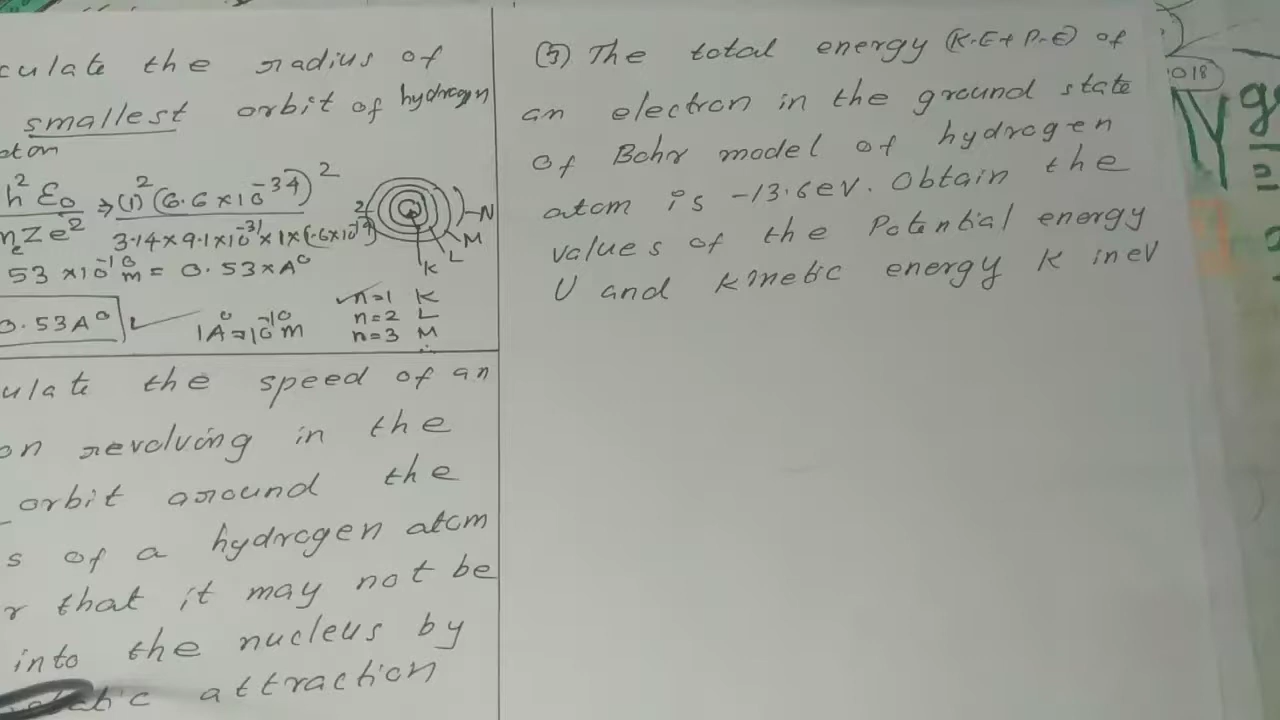 culate the radius of
smallest orbit of hydrogen
atom
h² ε₀ ⇒ (1)² (6.6 × 10⁻³⁴)²
Z e² 3.14 × 9.1 × 10⁻³¹ × 1 × (1.6 × 10⁻¹⁹)²
53 × 10⁻¹⁰ m = 0.53 × A°
N
M
L
K
n=1 K
n=2 L
n=3 M
0.53A°
1A° = 10⁻¹⁰ m
ulate the speed of an
on revolving in the
orbit around the
s of a hydrogen atom
r that it may not be
into the nucleus by
attraction
The total energy (K.E + P.E) of
an electron in the ground state
of Bohr model of hydrogen
atom is -13.6eV. Obtain the
values of the Potential energy
U and kinetic energy K in eV
018